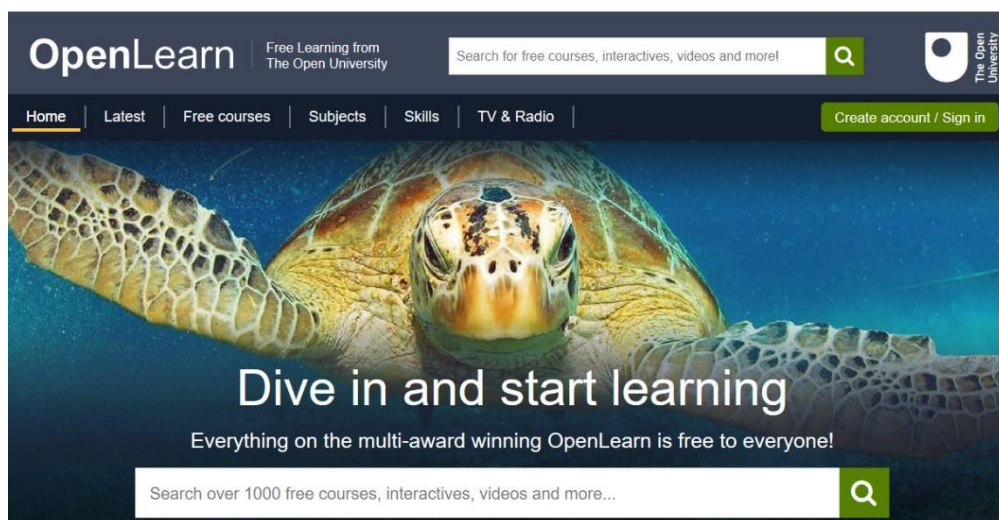 OpenLearn
Free Learning from
The Open University
Search for free courses, interactives, videos and more!
The Open
University
Home Latest Free courses Subjects Skills TV & Radio
Create account / Sign in
Dive in and start learning
Everything on the multi-award winning OpenLearn is free to everyone!
Search over 1000 free courses, interactives, videos and more...